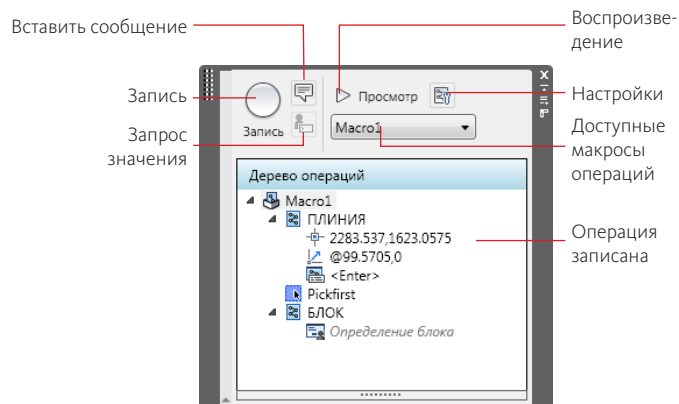 Вставить сообщение
Воспроизве-
дение
Запись
Просмотр
Настройки
Запись
Запрос
значения
Macro1
Доступные
макросы
операций
Дерево операций
Macro1
ПЛИНИЯ
2283.537,1623.0575
@99.5705,0
<Enter>
Pickfirst
БЛОК
Определение блока
Операция
записана